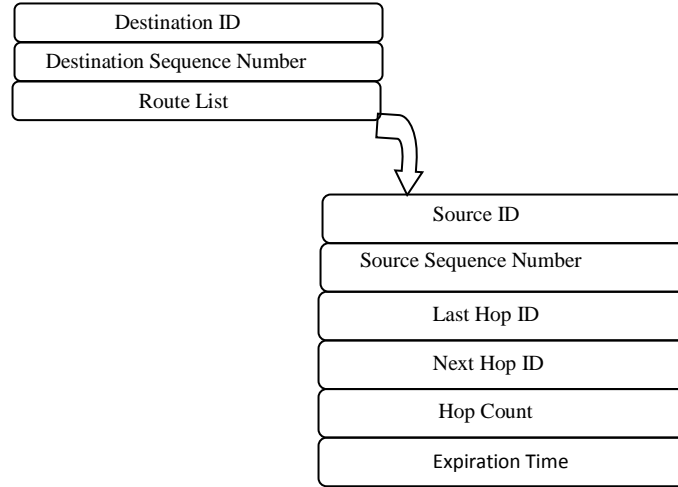 Destination ID
Destination Sequence Number
Route List
Source ID
Source Sequence Number
Last Hop ID
Next Hop ID
Hop Count
Expiration Time